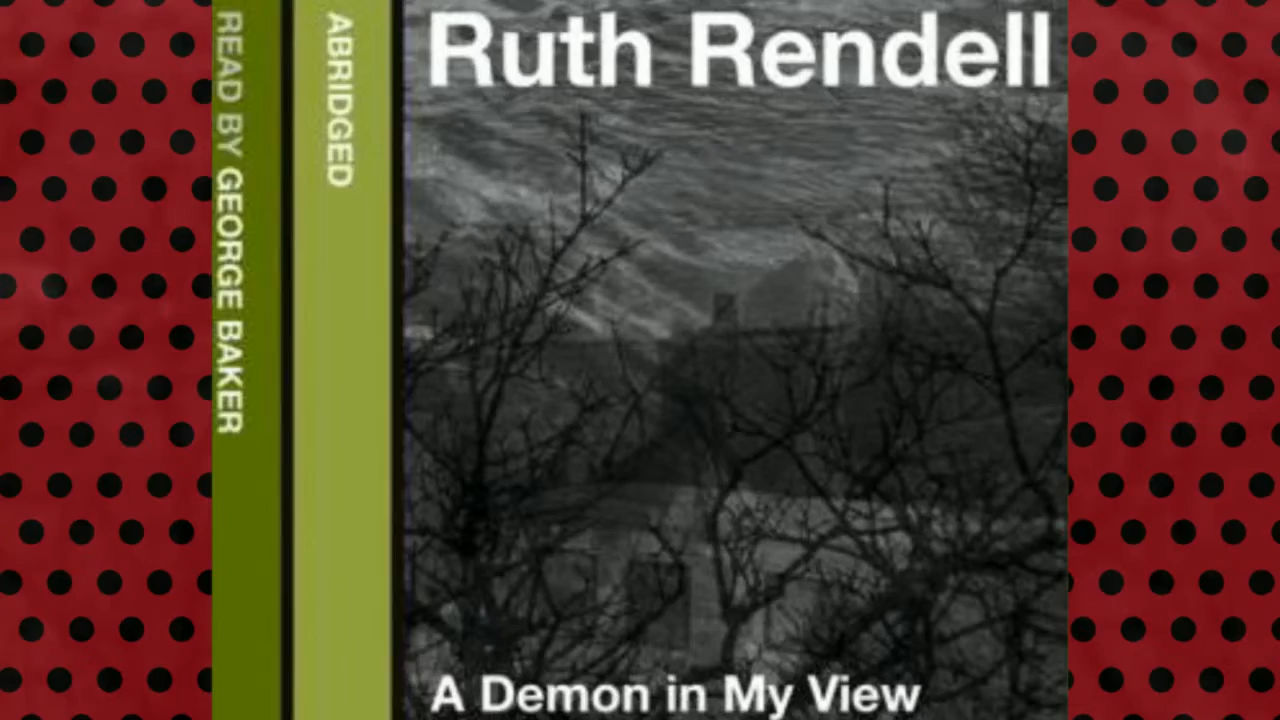 READ BY GEORGE BAKER
ABRIDGED
Ruth Rendell
A Demon in My View